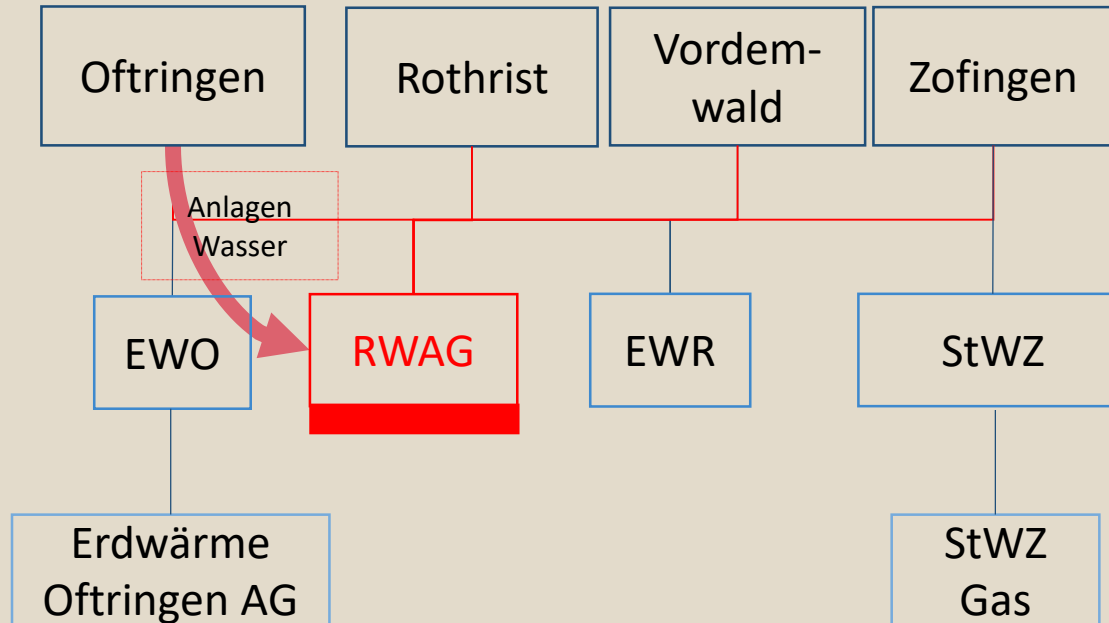 Oftringen
Rothrist
Vordem-
wald
Zofingen
Anlagen
Wasser
EWO
RWAG
EWR
StWZ
Erdwärme
Oftringen AG
StWZ
Gas